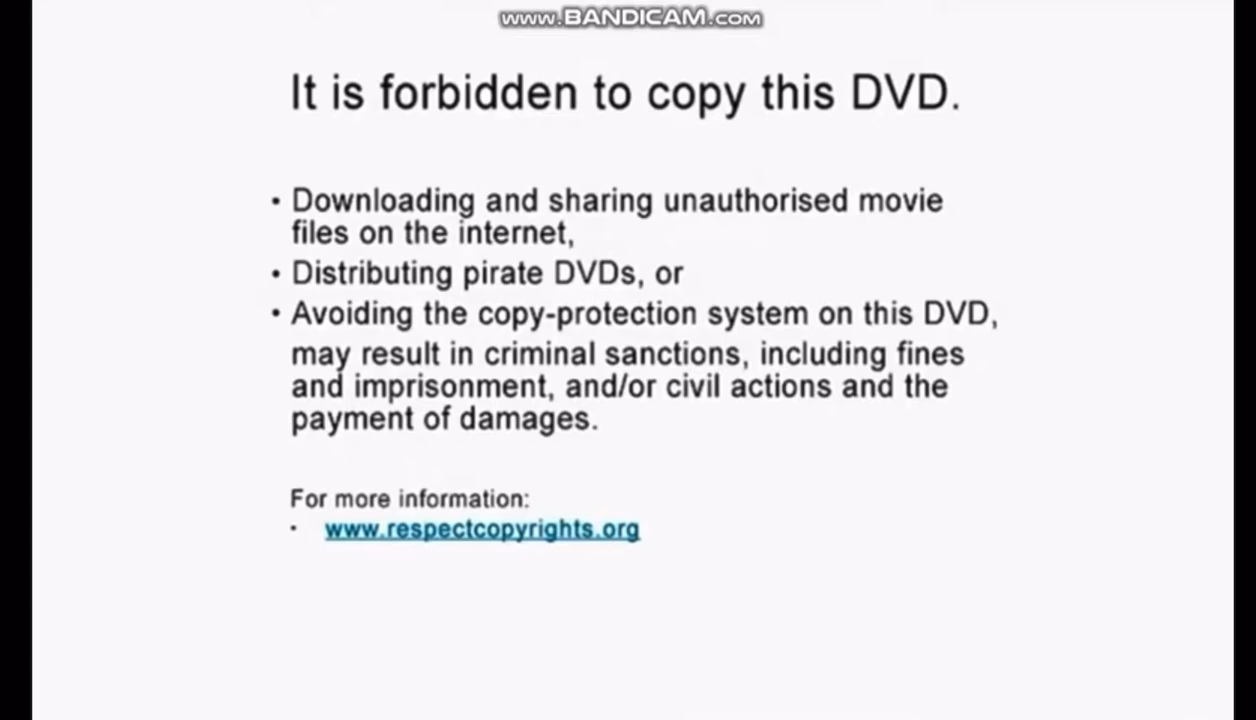 www.BANDICAM.com
It is forbidden to copy this DVD.
• Downloading and sharing unauthorised movie
files on the internet,
• Distributing pirate DVDs, or
• Avoiding the copy-protection system on this DVD,
may result in criminal sanctions, including fines
and imprisonment, and/or civil actions and the
payment of damages.
For more information:
• www.respectcopyrights.org